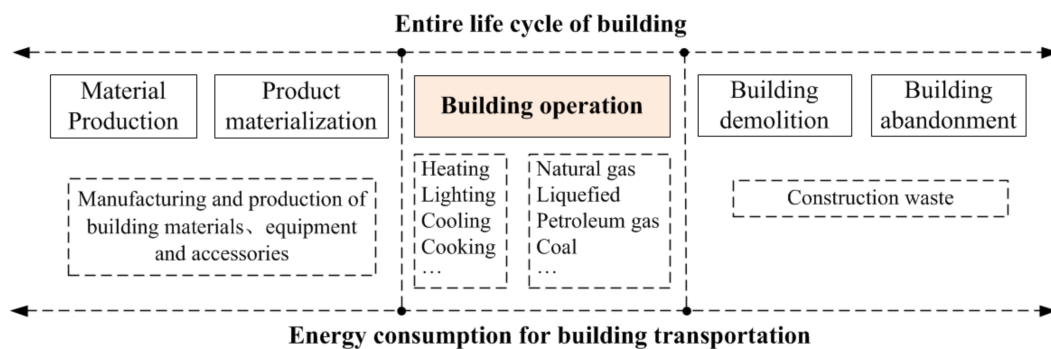 Entire life cycle of building
Material
Production
Product
materialization
Building operation
Building
demolition
Building
abandonment
Manufacturing and production of
building materials、equipment
and accessories
Heating
Lighting
Cooling
Cooking
…
Natural gas
Liquefied
Petroleum gas
Coal
…
Construction waste
Energy consumption for building transportation